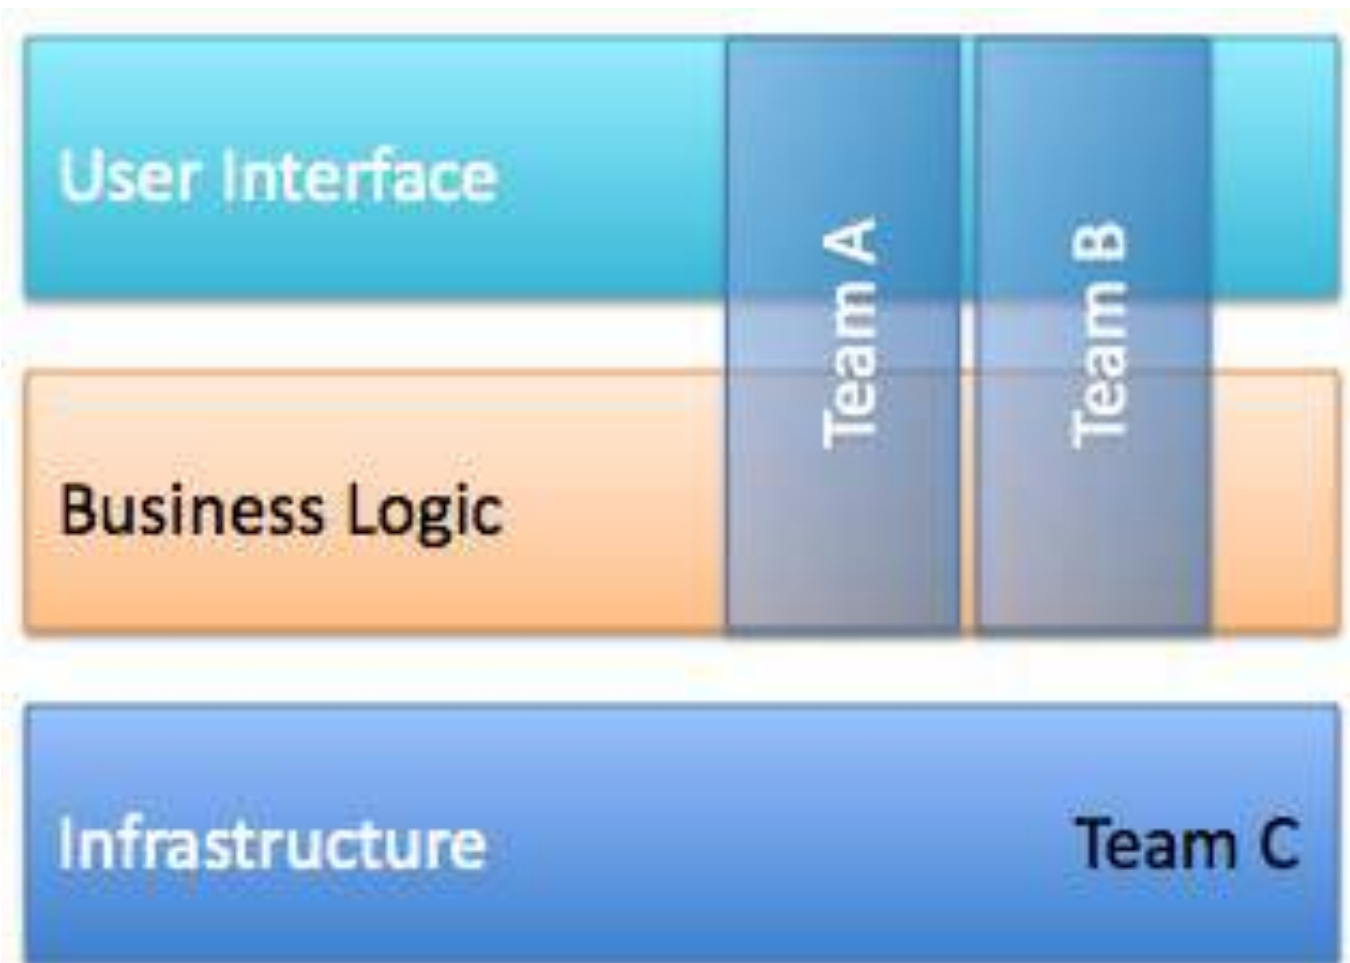 User Interface
Team A
Team B
Business Logic
Infrastructure
Team C